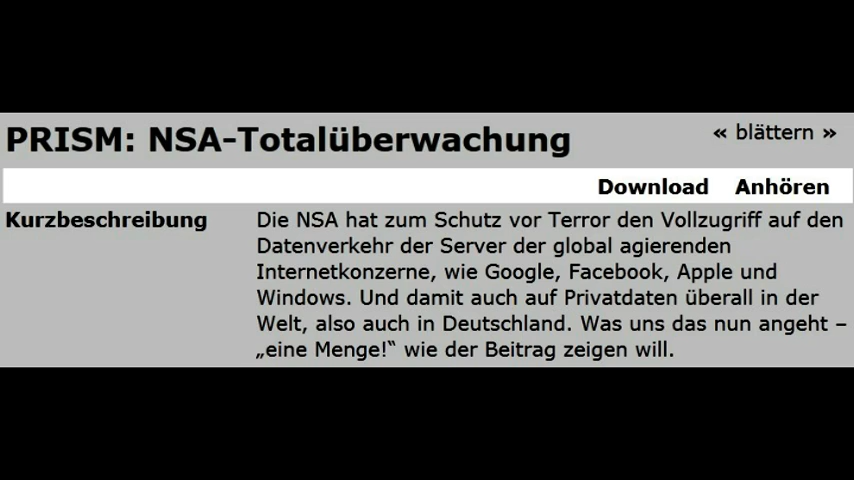 PRISM: NSA-Totalüberwachung
« blättern »
Download Anhören
Kurzbeschreibung
Die NSA hat zum Schutz vor Terror den Vollzugriff auf den
Datenverkehr der Server der global agierenden
Internetkonzerne, wie Google, Facebook, Apple und
Windows. Und damit auch auf Privatdaten überall in der
Welt, also auch in Deutschland. Was uns das nun angeht –
„eine Menge!“ wie der Beitrag zeigen will.